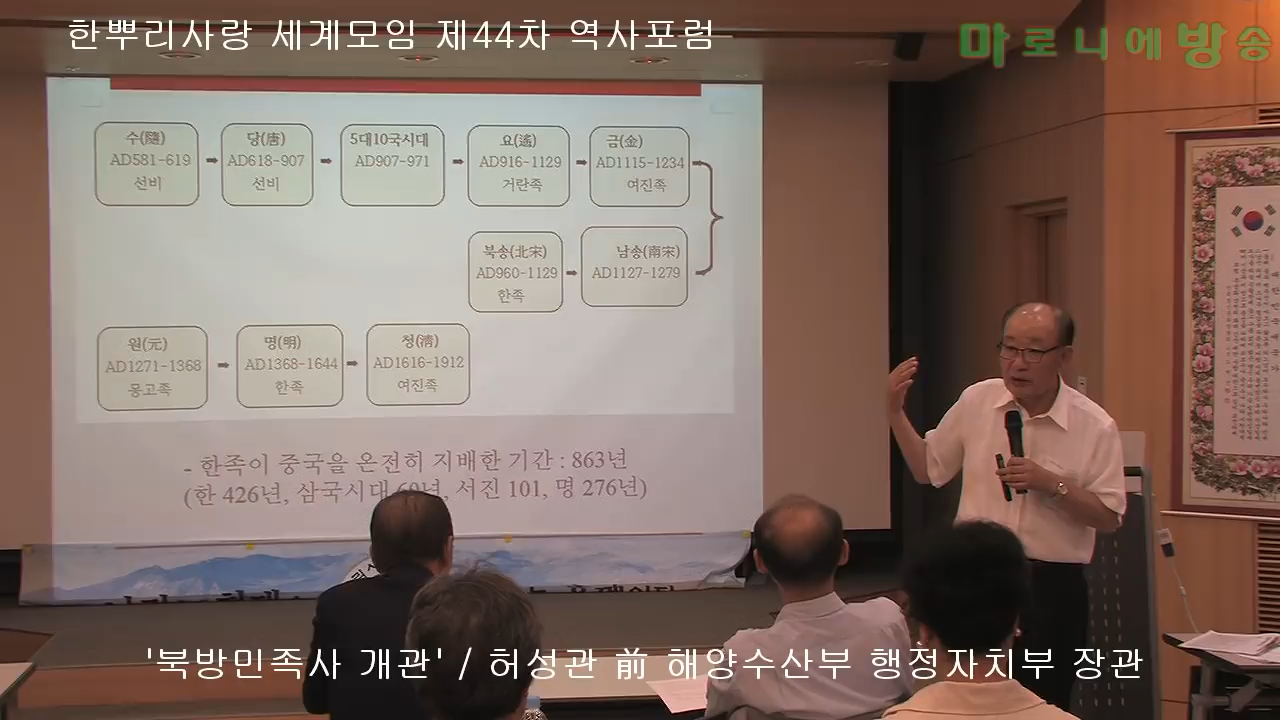 한뿌리사랑 세계모임 제44차 역사포럼
마로니에방송
수(隨)
AD581-619
선비
당(唐)
AD618-907
선비
5대10국시대
AD907-971
요(遙)
AD916-1129
거란족
금(金)
AD1115-1234
여진족
북송(北宋)
AD960-1129
한족
남송(南宋)
AD1127-1279
원(元)
AD1271-1368
몽고족
명(明)
AD1368-1644
한족
청(淸)
AD1616-1912
여진족
- 한족이 중국을 온전히 지배한 기간 : 863년
(한 426년, 삼국시대 60년, 서진 101, 명 276년)
'북방민족사 개관' / 허성관 前 해양수산부 행정자치부 장관